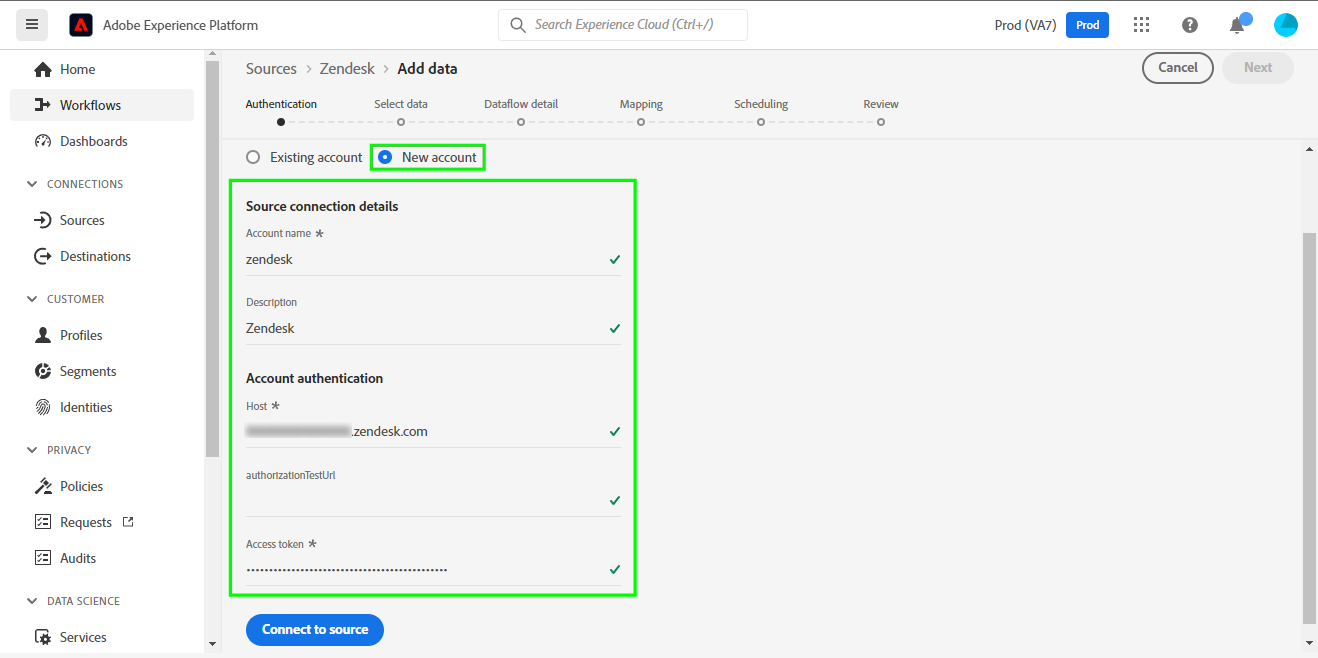 Adobe Experience Platform
Search Experience Cloud (Ctrl+/)
Prod (VA7) Prod
Home
Workflows
Dashboards
CONNECTIONS
Sources
Destinations
CUSTOMER
Profiles
Segments
Identities
PRIVACY
Policies
Requests
Audits
DATA SCIENCE
Services
Sources > Zendesk > Add data
Cancel Next
Authentication Select data Dataflow detail Mapping Scheduling Review
Existing account New account
Source connection details
Account name *
zendesk
Description
Zendesk
Account authentication
Host *
.zendesk.com
authorizationTestUrl
Access token *
Connect to source